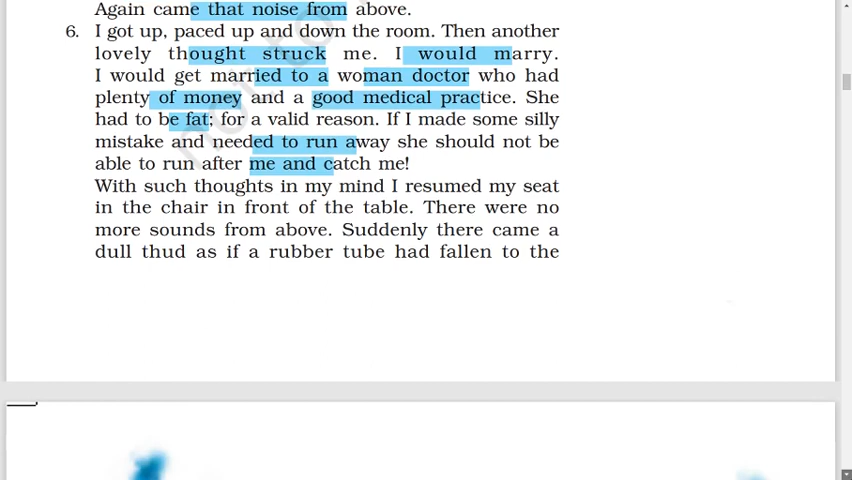 Again came that noise from above.
6. I got up, paced up and down the room. Then another
lovely thought struck me. I would marry.
I would get married to a woman doctor who had
plenty of money and a good medical practice. She
had to be fat; for a valid reason. If I made some silly
mistake and needed to run away she should not be
able to run after me and catch me!
With such thoughts in my mind I resumed my seat
in the chair in front of the table. There were no
more sounds from above. Suddenly there came a
dull thud as if a rubber tube had fallen to the
not to